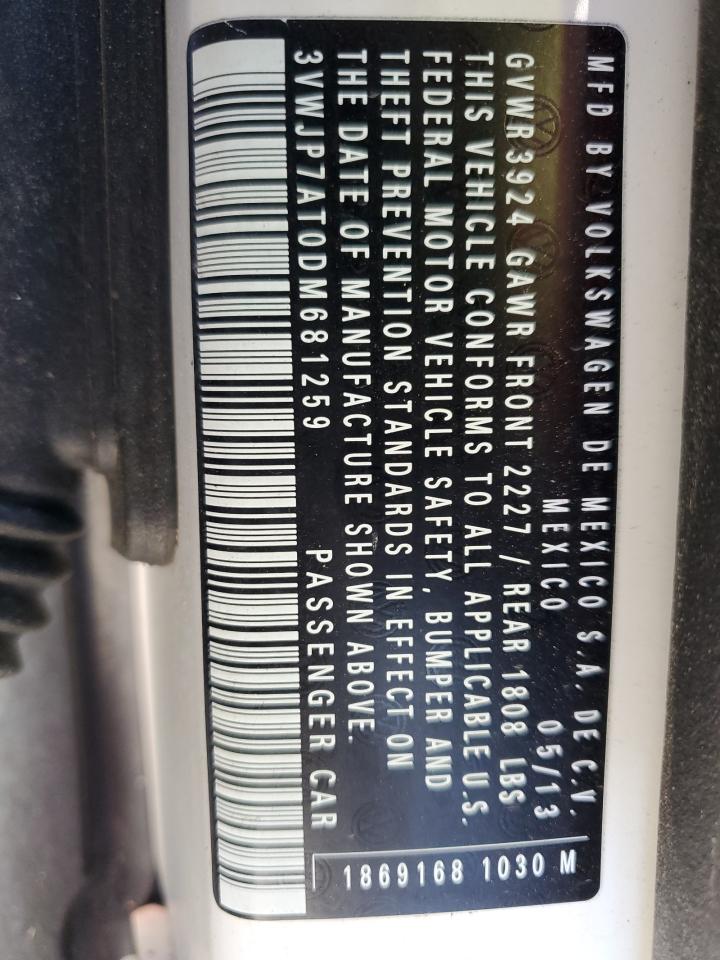 MFD BY VOLKSWAGEN DE MEXICO S.A. DE C.V.
MEXICO 05/13
GVWR 3924 GAWR FRONT 2227 / REAR 1808 LBS
THIS VEHICLE CONFORMS TO ALL APPLICABLE U.S.
FEDERAL MOTOR VEHICLE SAFETY, BUMPER AND
THEFT PREVENTION STANDARDS IN EFFECT ON
THE DATE OF MANUFACTURE SHOWN ABOVE.
3VWJP7AT0DM681259 PASSENGER CAR
1869168 1030 M